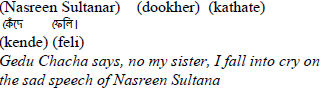 (Nasreen Sultanar) (dookher) (kathate)
কেঁদে ফেলি।
(kende) (feli)
Gedu Chacha says, no my sister, I fall into cry on
the sad speech of Nasreen Sultana